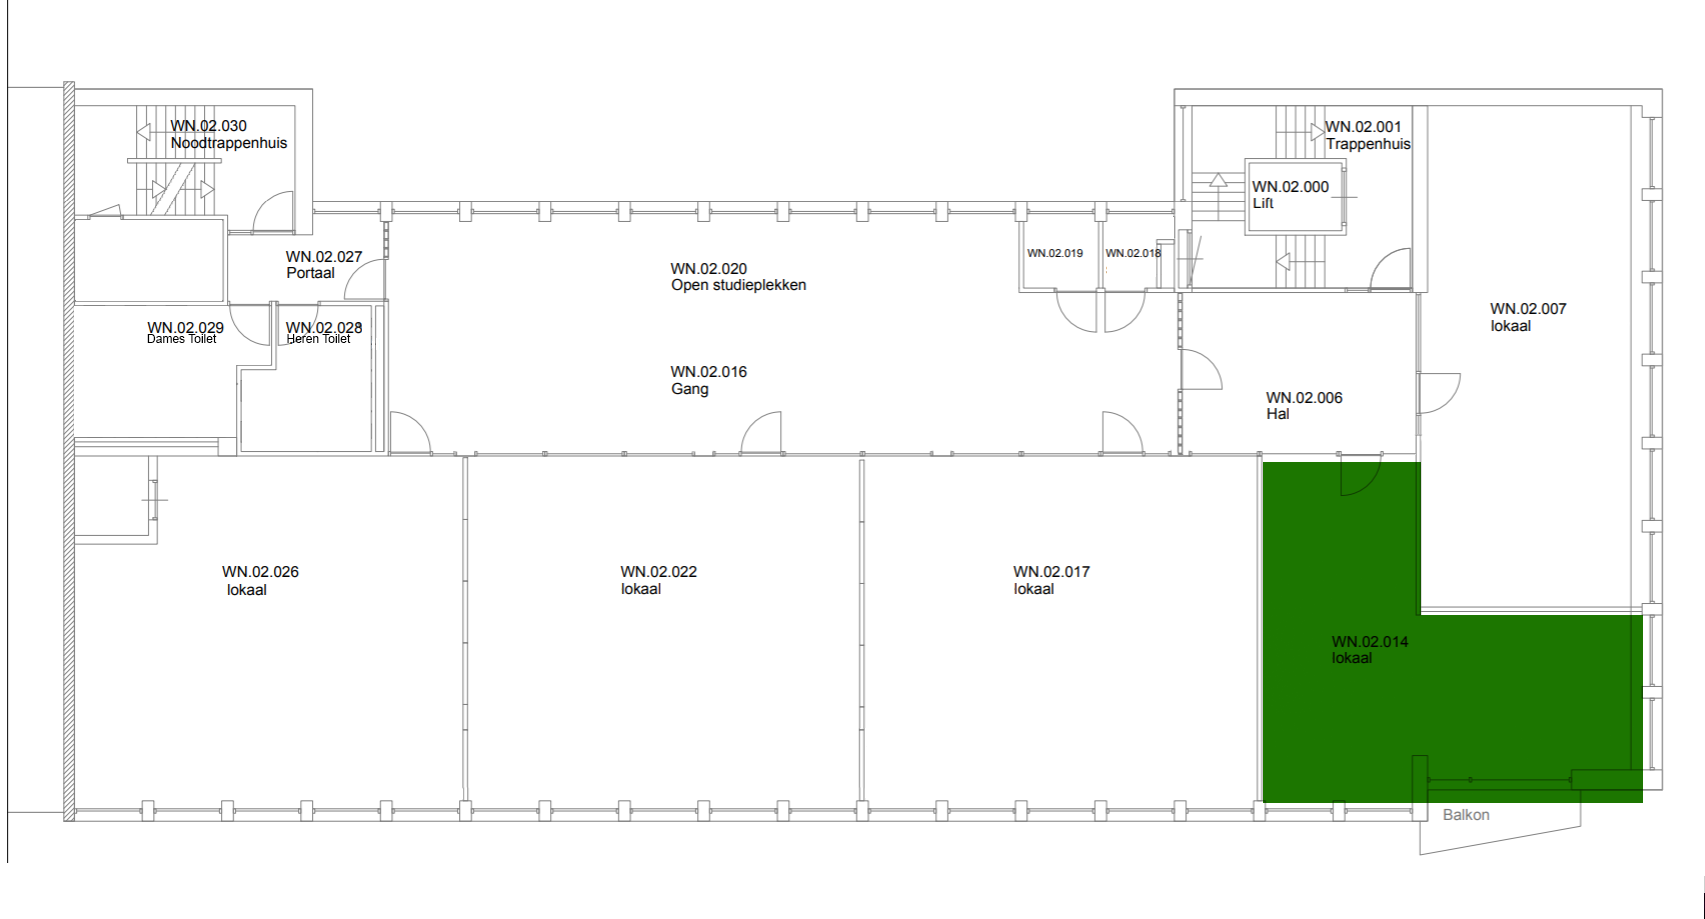 WN.02.030
Noodtrappenhuis
WN.02.001
Trappenhuis
WN.02.000
Lift
WN.02.027
Portaal
WN.02.020
Open studieplekken
WN.02.019
WN.02.018
WN.02.007
lokaal
WN.02.029
Dames Toilet
WN.02.028
Heren Toilet
WN.02.016
Gang
WN.02.006
Hal
WN.02.026
lokaal
WN.02.022
lokaal
WN.02.017
lokaal
WN.02.014
lokaal
Balkon